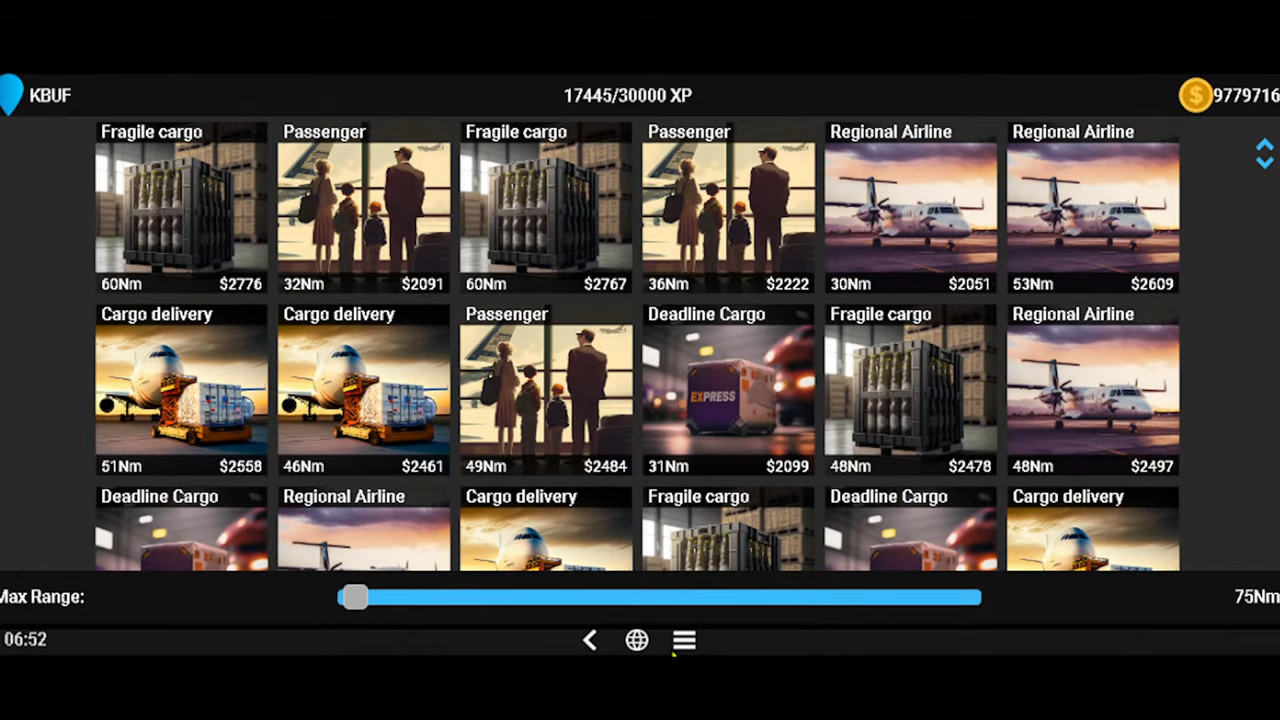 KBUF 17445/30000 XP 9779716
Fragile cargo Passenger Fragile cargo Passenger Regional Airline Regional Airline
60Nm $2776 32Nm $2091 60Nm $2767 36Nm $2222 30Nm $2051 53Nm $2609
Cargo delivery Cargo delivery Passenger Deadline Cargo Fragile cargo Regional Airline
EXPRESS
51Nm $2558 46Nm $2461 49Nm $2484 31Nm $2099 48Nm $2478 48Nm $2497
Deadline Cargo Regional Airline Cargo delivery Fragile cargo Deadline Cargo Cargo delivery
Max Range: 75Nm
06:52